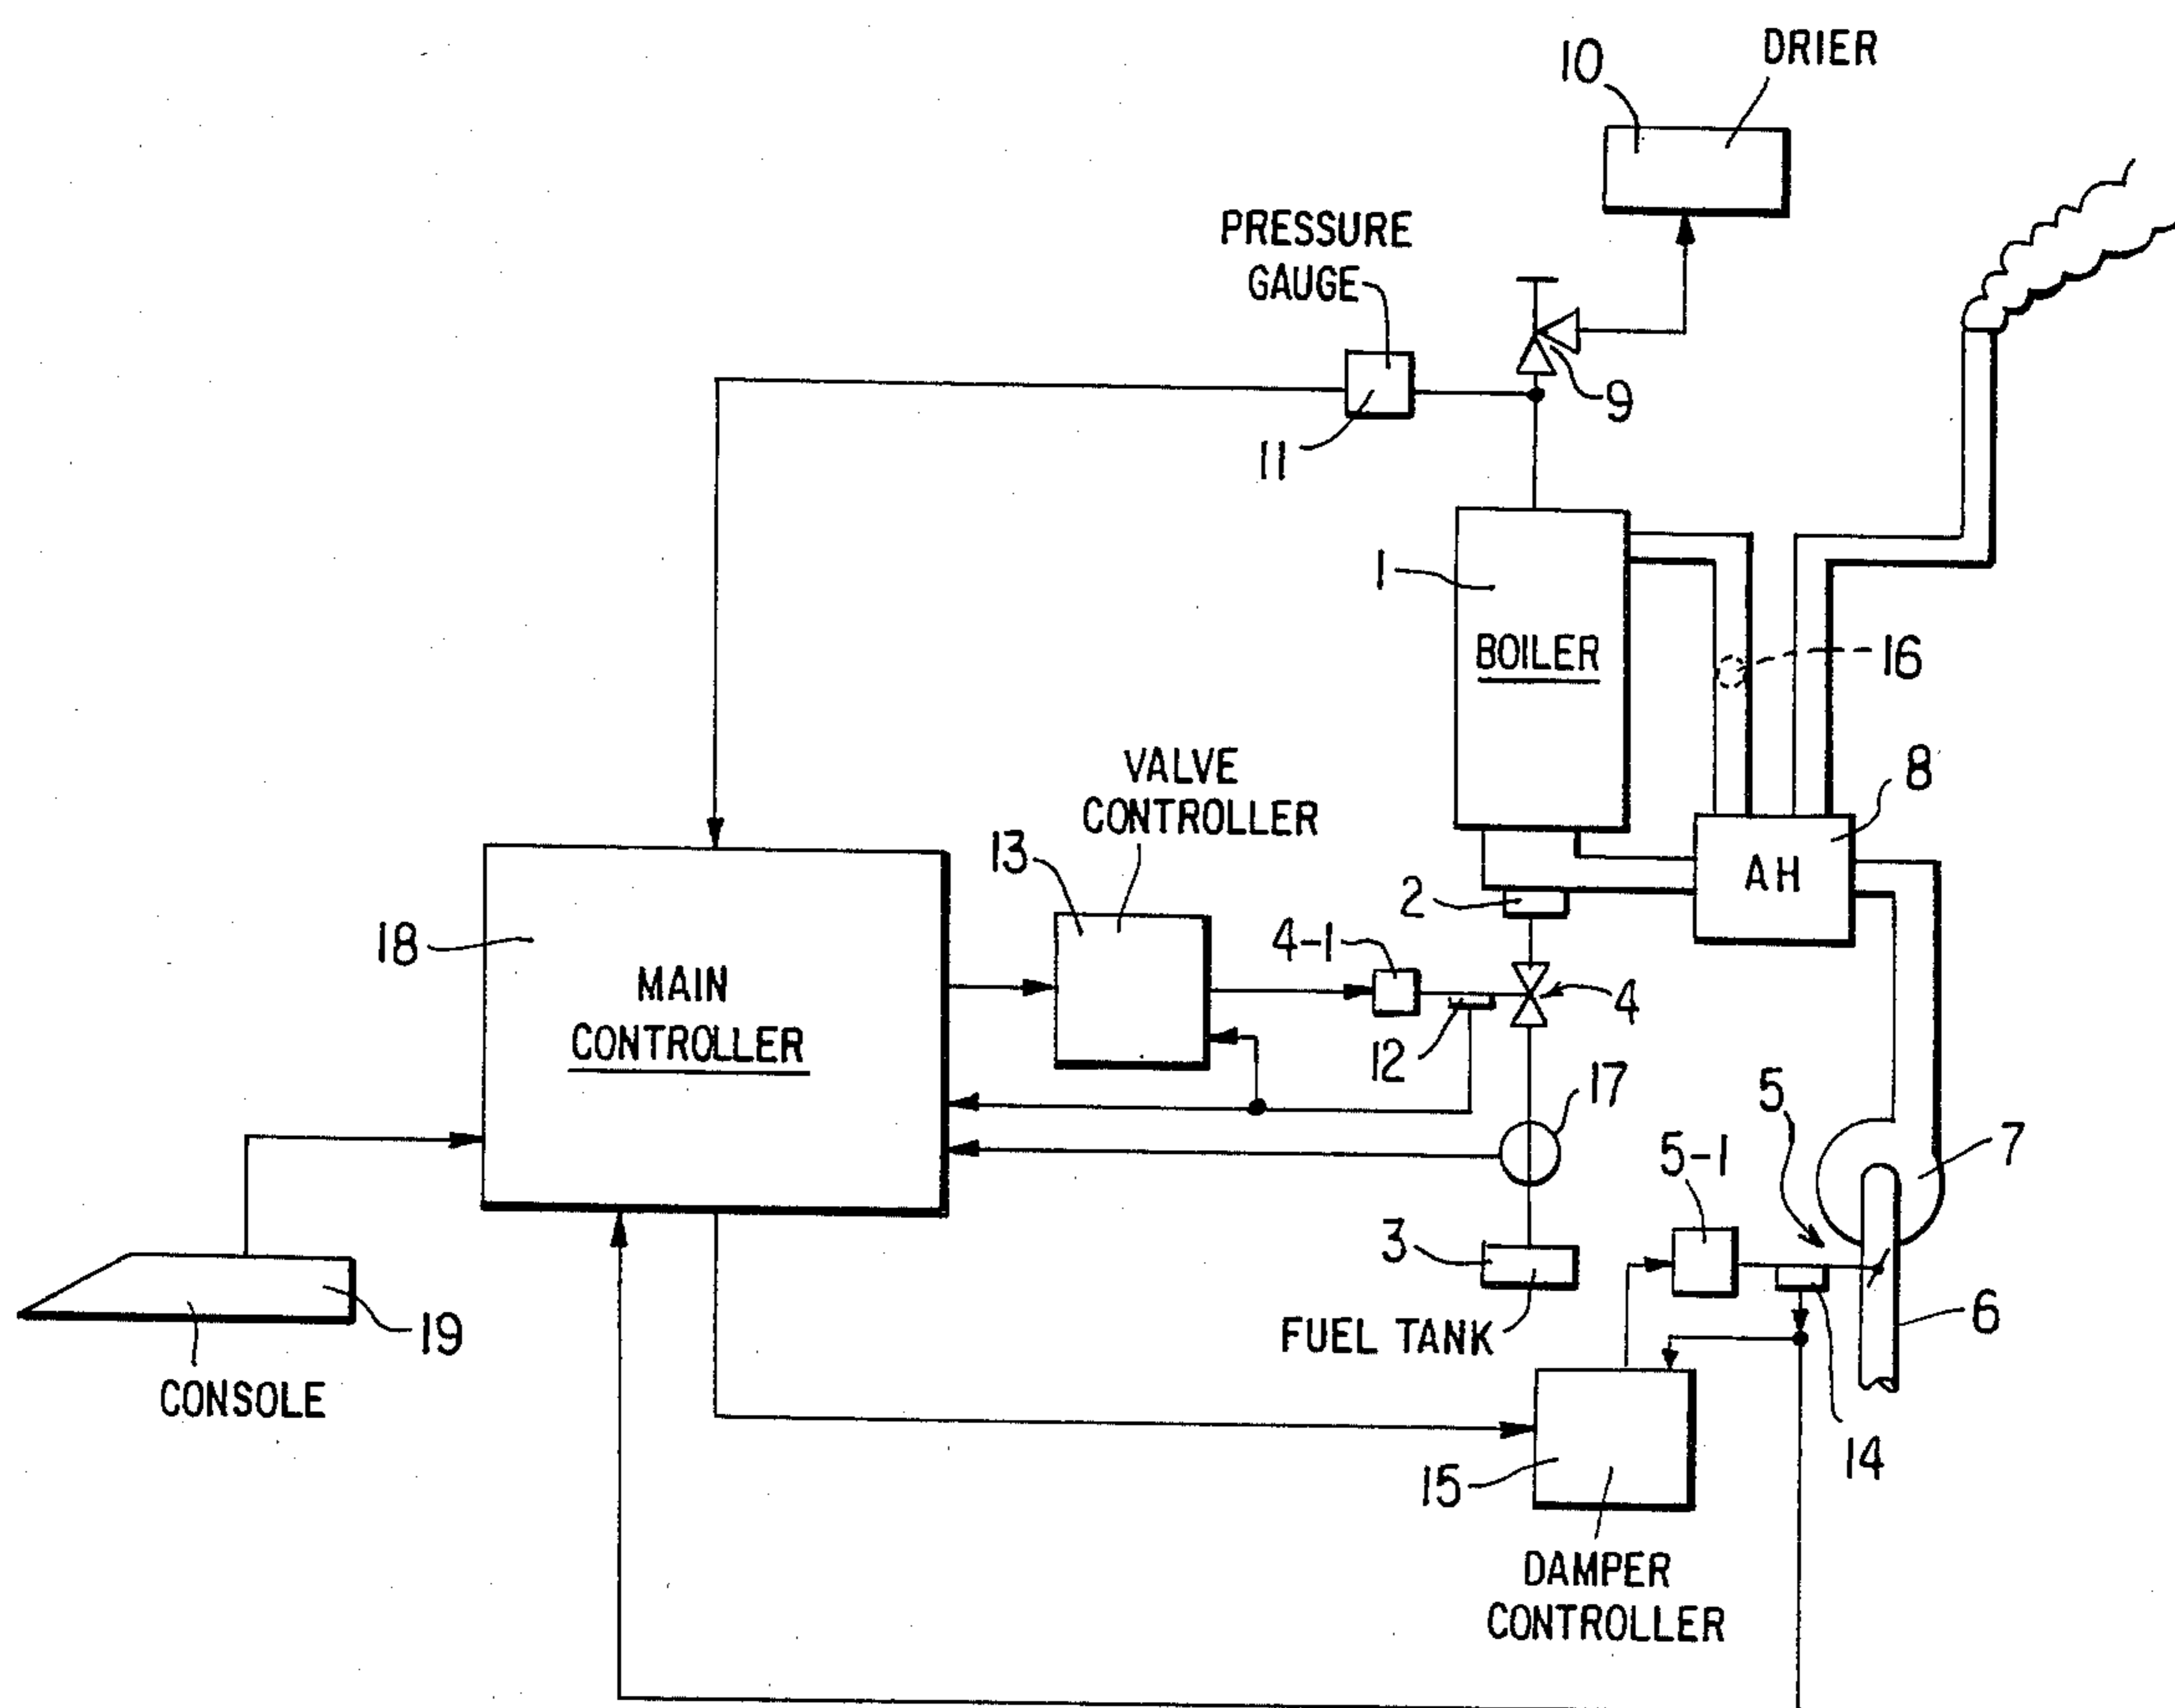 DRIER
10
PRESSURE
GAUGE
9
11
1
BOILER
16
VALVE
CONTROLLER
8
13
AH
2
18
4-1
MAIN
CONTROLLER
4
12
17
5
5-1
7
3
19
FUEL TANK
6
CONSOLE
14
15
DAMPER
CONTROLLER